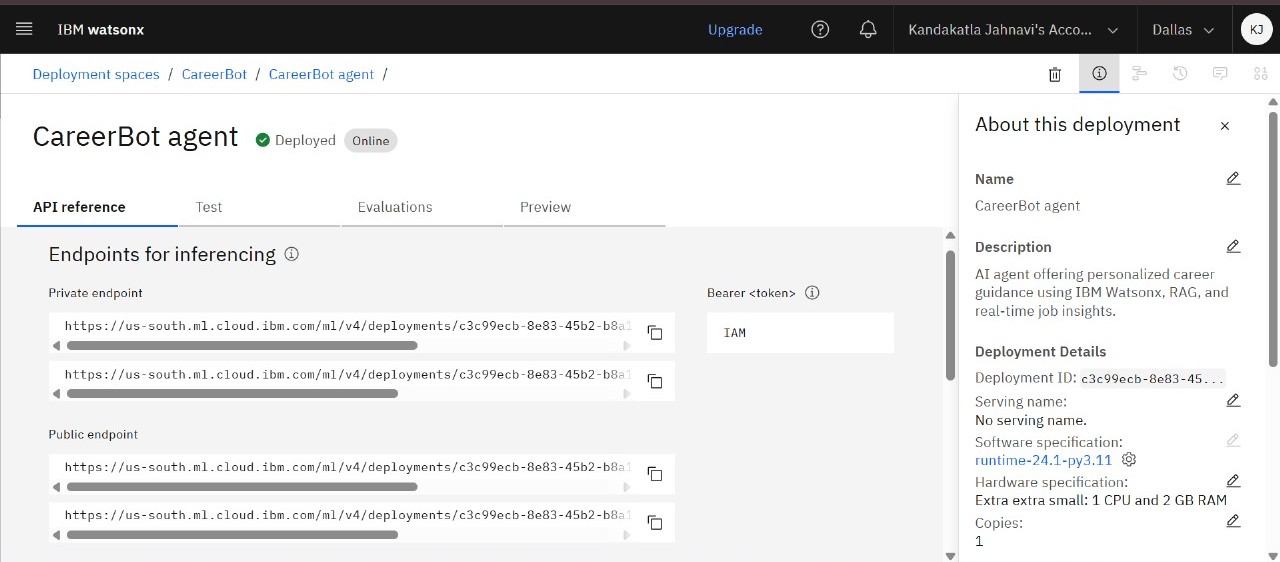 IBM watsonx
Upgrade
Kandakatla Jahnavi's Acco...
Dallas
KJ
Deployment spaces / CareerBot / CareerBot agent /
CareerBot agent
Deployed
Online
API reference
Test
Evaluations
Preview
Endpoints for inferencing
Private endpoint
https://us-south.ml.cloud.ibm.com/ml/v4/deployments/c3c99ecb-8e83-45b2-b8a1
https://us-south.ml.cloud.ibm.com/ml/v4/deployments/c3c99ecb-8e83-45b2-b8a1
Public endpoint
https://us-south.ml.cloud.ibm.com/ml/v4/deployments/c3c99ecb-8e83-45b2-b8a1
https://us-south.ml.cloud.ibm.com/ml/v4/deployments/c3c99ecb-8e83-45b2-b8a1
Bearer <token>
IAM
About this deployment
Name
CareerBot agent
Description
AI agent offering personalized career
guidance using IBM Watsonx, RAG, and
real-time job insights.
Deployment Details
Deployment ID: c3c99ecb-8e83-45...
Serving name:
No serving name.
Software specification:
runtime-24.1-py3.11
Hardware specification:
Extra extra small: 1 CPU and 2 GB RAM
Copies:
1